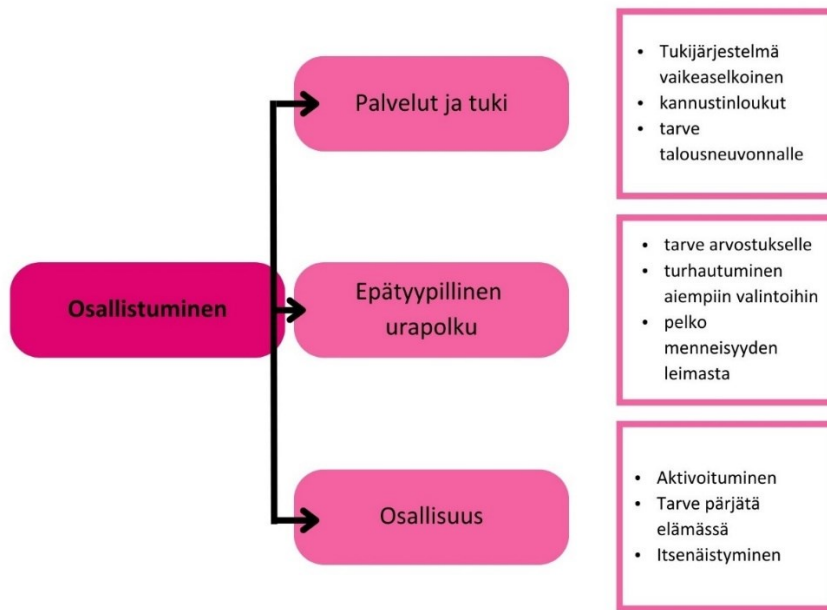 Osallistuminen
Palvelut ja tuki
• Tukijärjestelmä
vaikeaselkoinen
• kannustinloukut
• tarve
talousneuvonnalle
Epätyypillinen
urapolku
• tarve arvostukselle
• turhautuminen
aiempiin valintoihin
• pelko
menneisyyden
leimasta
Osallisuus
• Aktivoituminen
• Tarve pärjätä
elämässä
• Itsenäistyminen